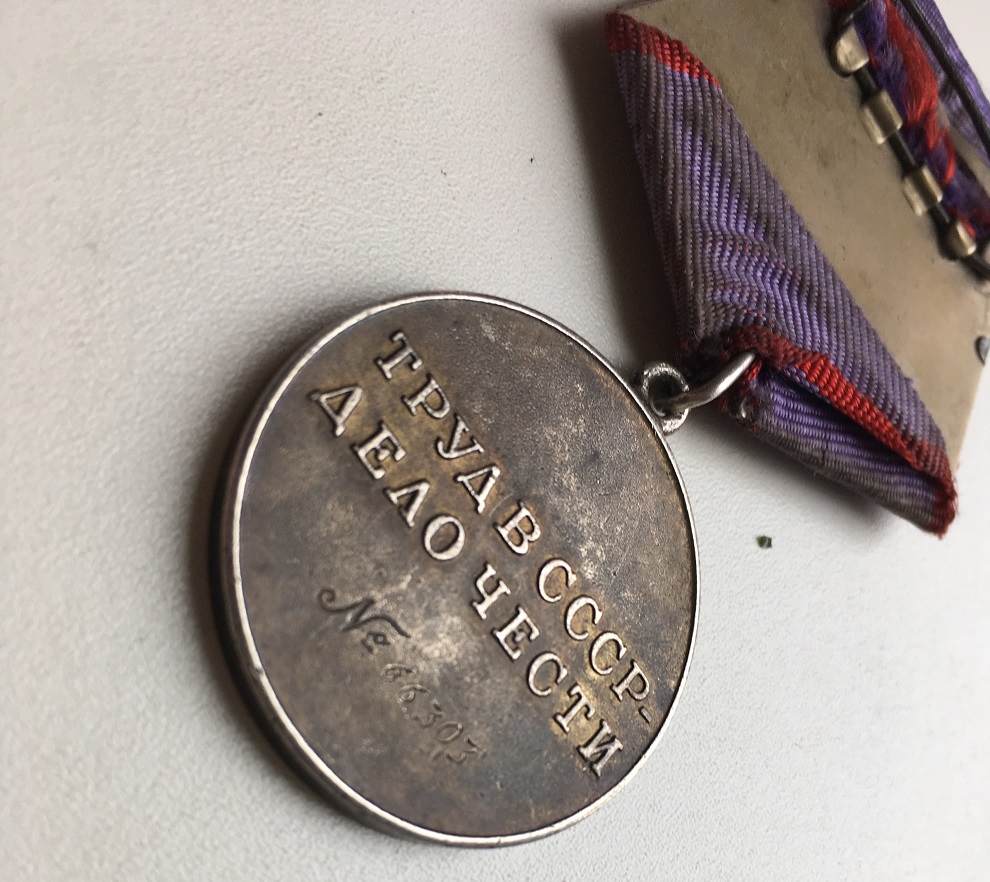 ТРУД В СССР-
ДЕЛО ЧЕСТИ
№ 66303